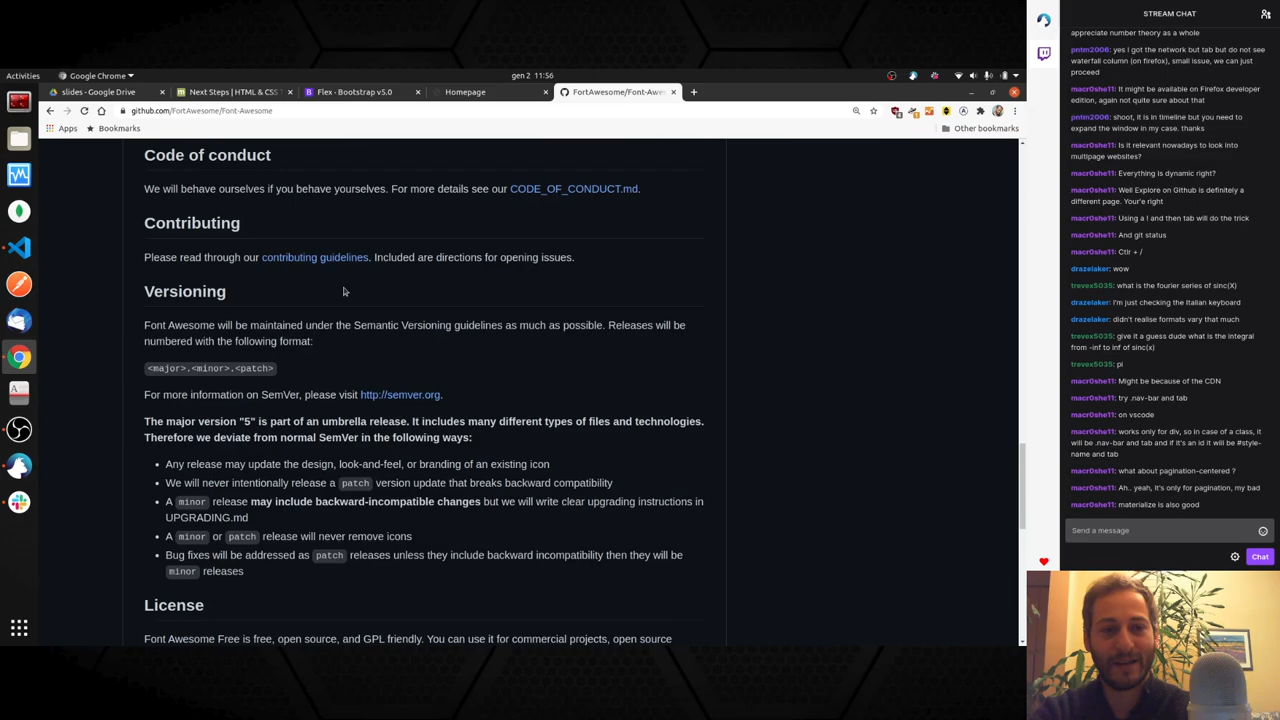 Activities
Google Chrome
gen 2 11:56
slides - Google Drive
Next Steps | HTML & CSS
Flex · Bootstrap v5.0
Homepage
FortAwesome/Font-Awe
github.com/FortAwesome/Font-Awesome
Apps
Bookmarks
Other bookmarks
Code of conduct
We will behave ourselves if you behave yourselves. For more details see our CODE_OF_CONDUCT.md.
Contributing
Please read through our contributing guidelines. Included are directions for opening issues.
Versioning
Font Awesome will be maintained under the Semantic Versioning guidelines as much as possible. Releases will
be numbered with the following format:
<major>.<minor>.<patch>
For more information on SemVer, please visit http://semver.org.
The major version "5" is part of an umbrella release. It includes many different types of files and technologies.
Therefore we deviate from normal SemVer in the following ways:
• Any release may update the design, look-and-feel, or branding of an existing icon
• We will never intentionally release a patch version update that breaks backward compatibility
• A minor release may include backward-incompatible changes but we will write clear upgrading instructions in
UPGRADING.md
• A minor or patch release will never remove icons
• Bug fixes will be addressed as patch releases unless they include backward incompatibility then they will be
minor releases
License
Font Awesome Free is free, open source, and GPL friendly. You can use it for commercial projects, open source
STREAM CHAT
appreciate number theory as a whole
pntm2006: yes I got the network but tab but do not see
waterfall column (on firefox), small issue, we can just
proceed
macr0she11: It might be available on Firefox developer
edition, again not quite sure about that
pntm2006: shoot, it is in timeline but you need to
expand the window in my case. thanks
macr0she11: Is it relevant nowadays to look into
multipage websites?
macr0she11: Everything is dynamic right?
macr0she11: Well Explore on Github is definitely a
different page. Your'e right
macr0she11: Using a ! and then tab will do the trick
macr0she11: And git status
macr0she11: Ctlr + /
drazelaker: wow
trevex5035: what is the fourier series of sinc(X)
drazelaker: I'm just checking the Italian keyboard
drazelaker: didn't realise formats vary that much
trevex5035: give it a guess dude what is the integral
from -inf to inf of sinc(x)
trevex5035: pi
macr0she11: Might be because of the CDN
macr0she11: try .nav-bar and tab
macr0she11: on vscode
macr0she11: works only for div, so in case of a class, it
will be .nav-bar and tab and if it's an id it will be #style-
name and tab
macr0she11: what about pagination-centered ?
macr0she11: Ah.. yeah, it's only for pagination, my bad
macr0she11: materialize is also good
Send a message
Chat